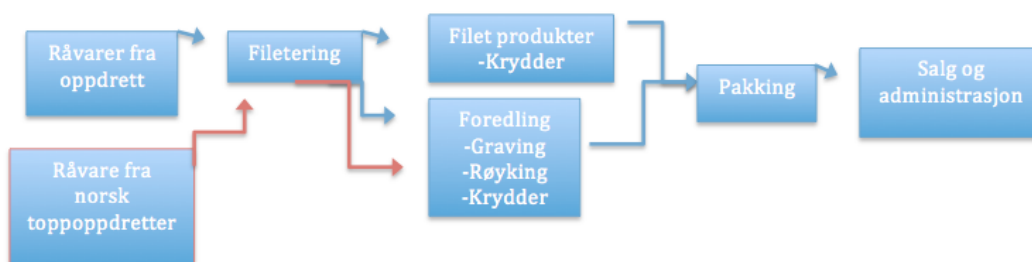 Råvarer fra
oppdrett
Råvare fra
norsk
toppoppdretter
Filetering
Filet produkter
-Krydder
Foredling
-Graving
-Røyking
-Krydder
Pakking
Salg og
administrasjon